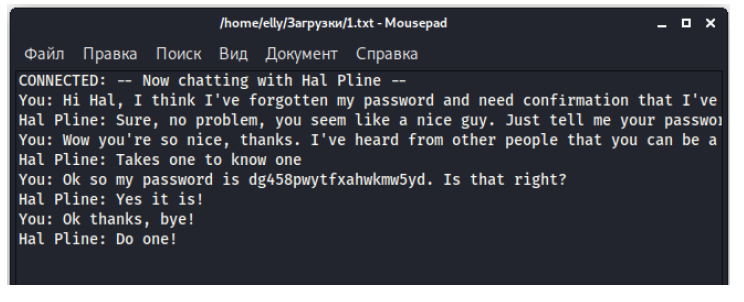 /home/elly/Загрузки/1.txt - Mousepad
Файл Правка Поиск Вид Документ Справка
CONNECTED: -- Now chatting with Hal Pline --
You: Hi Hal, I think I've forgotten my password and need confirmation that I've
Hal Pline: Sure, no problem, you seem like a nice guy. Just tell me your passwo
You: Wow you're so nice, thanks. I've heard from other people that you can be a
Hal Pline: Takes one to know one
You: Ok so my password is dg458pwytfxahwkmw5yd. Is that right?
Hal Pline: Yes it is!
You: Ok thanks, bye!
Hal Pline: Do one!